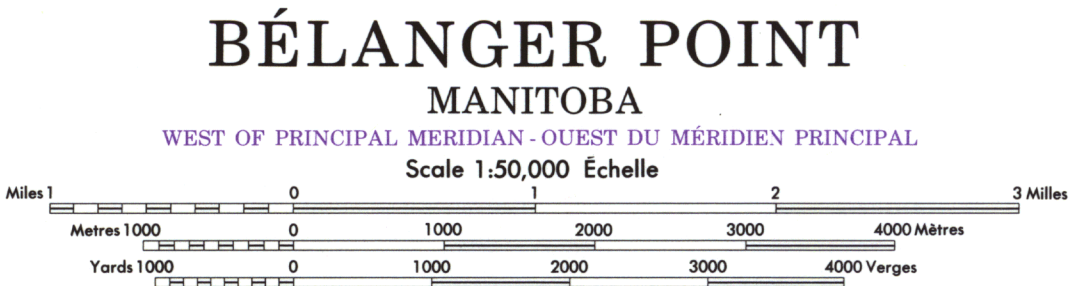 BÉLANGER POINT
MANITOBA
WEST OF PRINCIPAL MERIDIAN - OUEST DU MÉRIDIEN PRINCIPAL
Scale 1:50,000 Échelle
Miles 1 0 1 2 3 Milles
Metres 1000 0 1000 2000 3000 4000 Mètres
Yards 1000 0 1000 2000 3000 4000 Verges